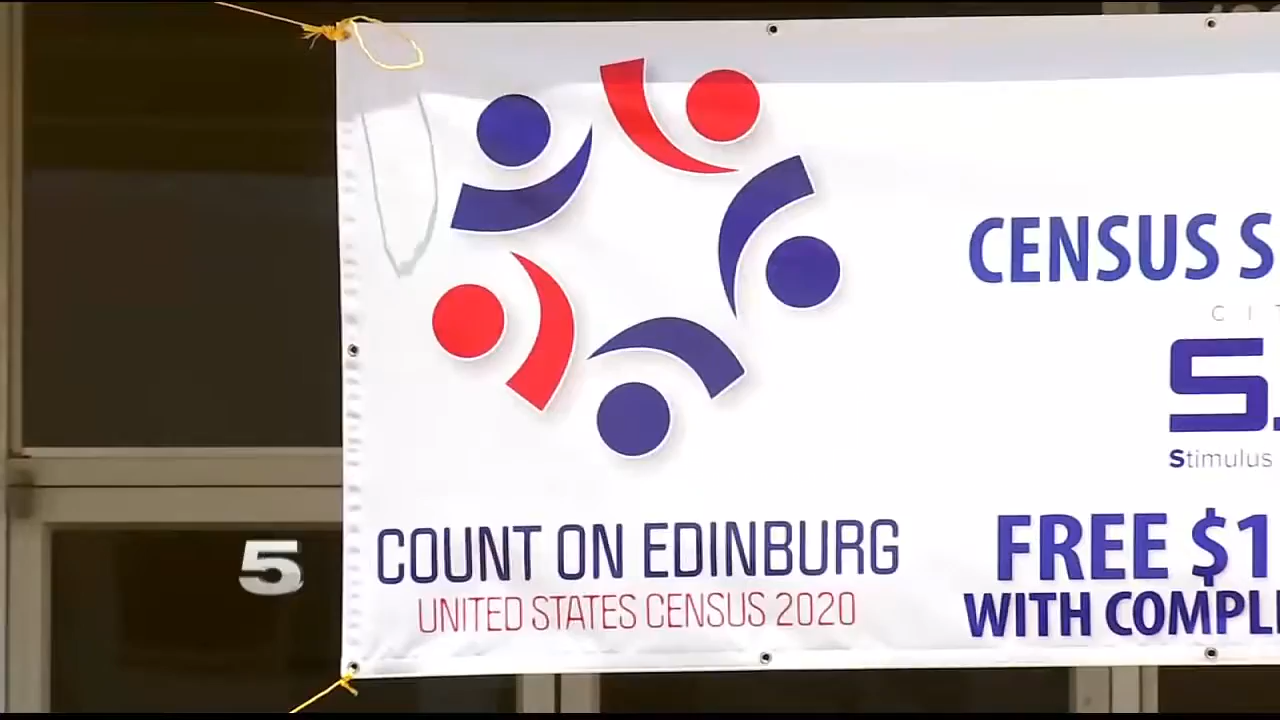 CENSUS S
C I T
S.
Stimulus
COUNT ON EDINBURG
UNITED STATES CENSUS 2020
FREE $1
WITH COMPL
5